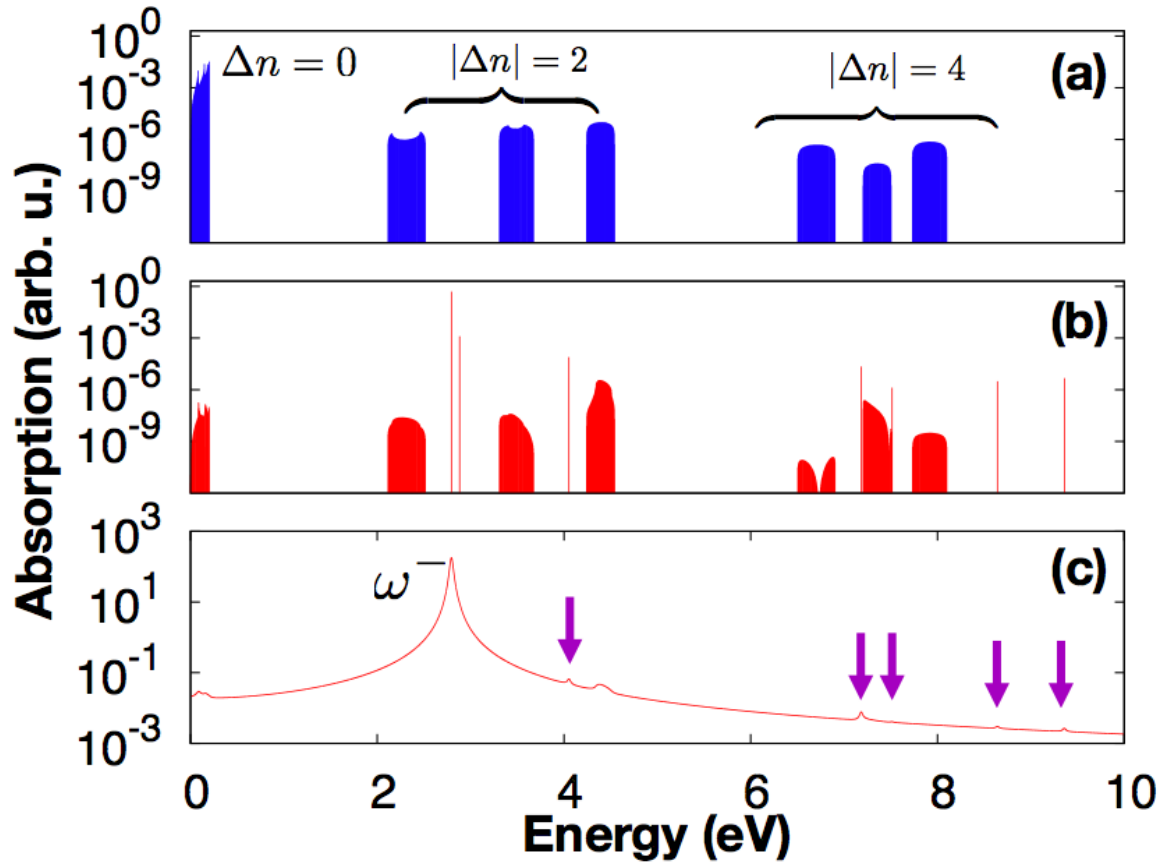 Absorption (arb. u.)
10^0
10^-3
10^-6
10^-9
Δn = 0
|Δn| = 2
|Δn| = 4
(a)
10^0
10^-3
10^-6
10^-9
(b)
10^3
10^1
10^-1
10^-3
ω^-
(c)
0 2 4 6 8 10
Energy (eV)